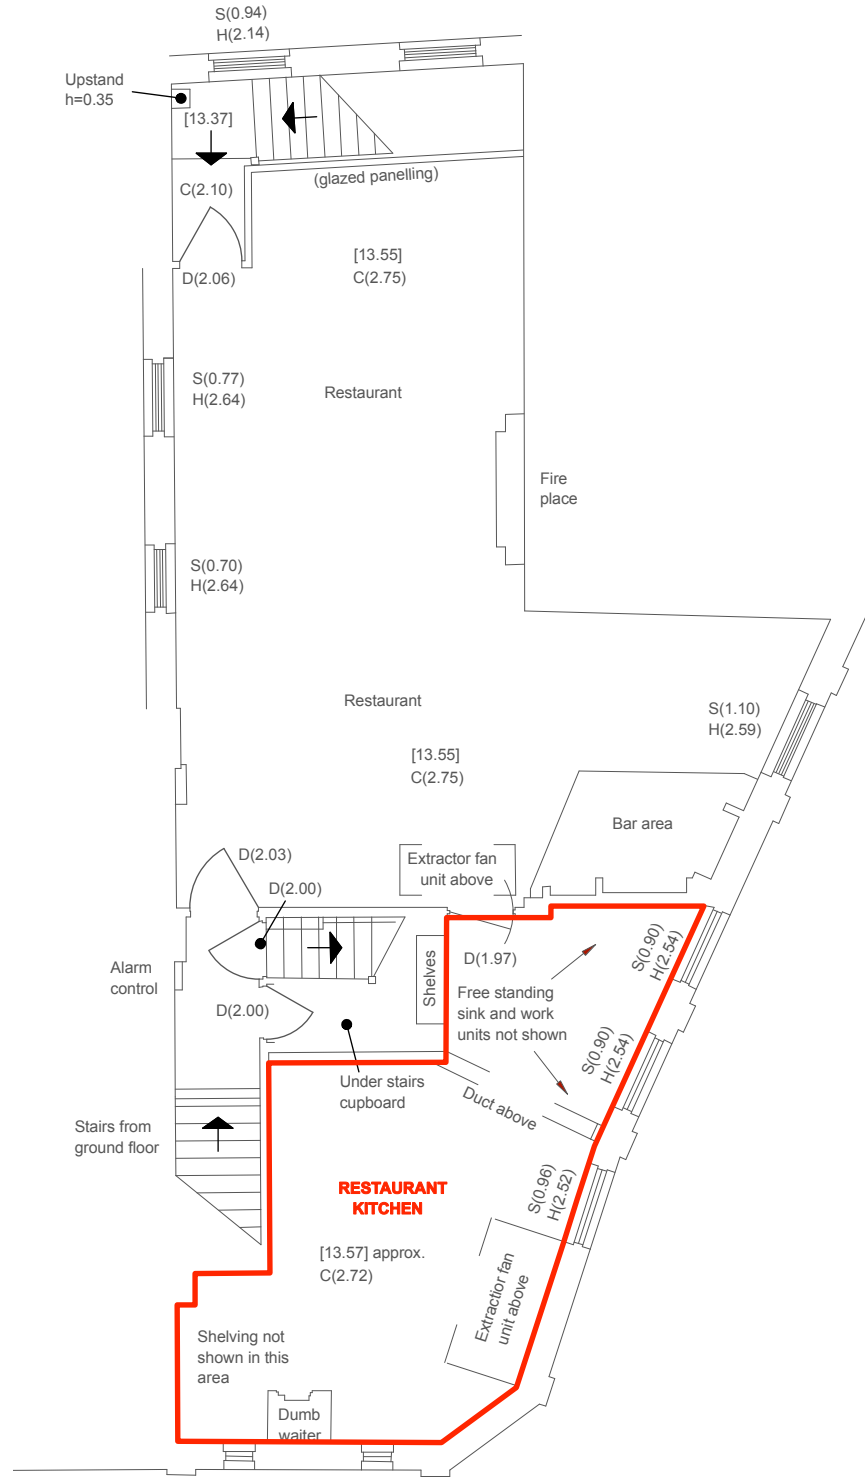 S(0.94)
H(2.14)
Upstand
h=0.35
[13.37]
(glazed panelling)
C(2.10)
D(2.06)
[13.55]
C(2.75)
S(0.77)
H(2.64)
Restaurant
Fire
place
S(0.70)
H(2.64)
Restaurant
S(1.10)
H(2.59)
[13.55]
C(2.75)
Bar area
D(2.03)
Extractor fan
unit above
D(2.00)
D(1.97)
S(0.90)
H(2.54)
Alarm
control
Shelves
Free standing
sink and work
units not shown
D(2.00)
S(0.90)
H(2.54)
Under stairs
cupboard
Duct above
Stairs from
ground floor
RESTAURANT
KITCHEN
S(0.96)
H(2.52)
[13.57] approx.
C(2.72)
Extractior fan
unit above
Shelving not
shown in this
area
Dumb
waiter